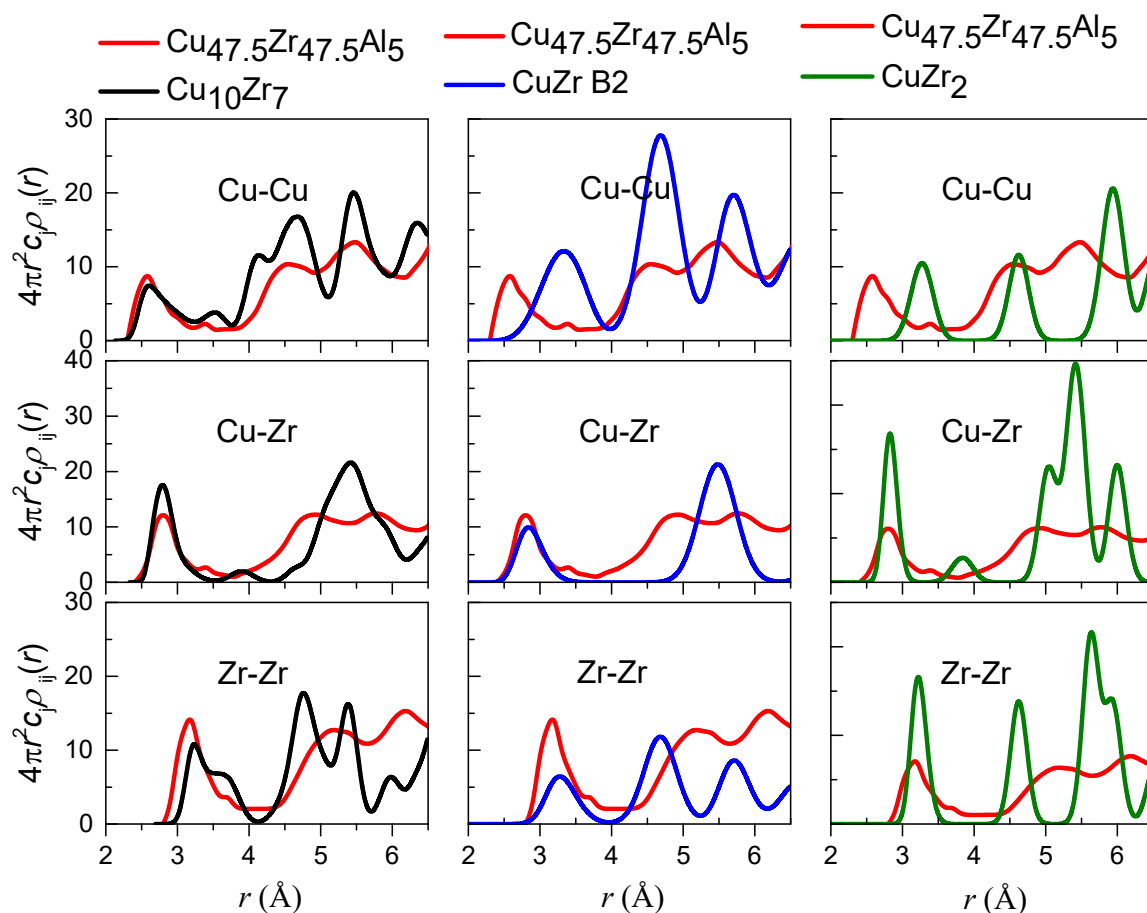 Cu47.5Zr47.5Al5 Cu47.5Zr47.5Al5 Cu47.5Zr47.5Al5
Cu10Zr7 CuZr B2 CuZr2
30
20
10
0
4πr²cjρij(r)
Cu-Cu Cu-Cu Cu-Cu
40
30
20
10
0
4πr²cjρij(r)
Cu-Zr Cu-Zr Cu-Zr
30
20
10
0
4πr²cjρij(r)
Zr-Zr Zr-Zr Zr-Zr
2 3 4 5 6 2 3 4 5 6 2 3 4 5 6
r (Å) r (Å) r (Å)